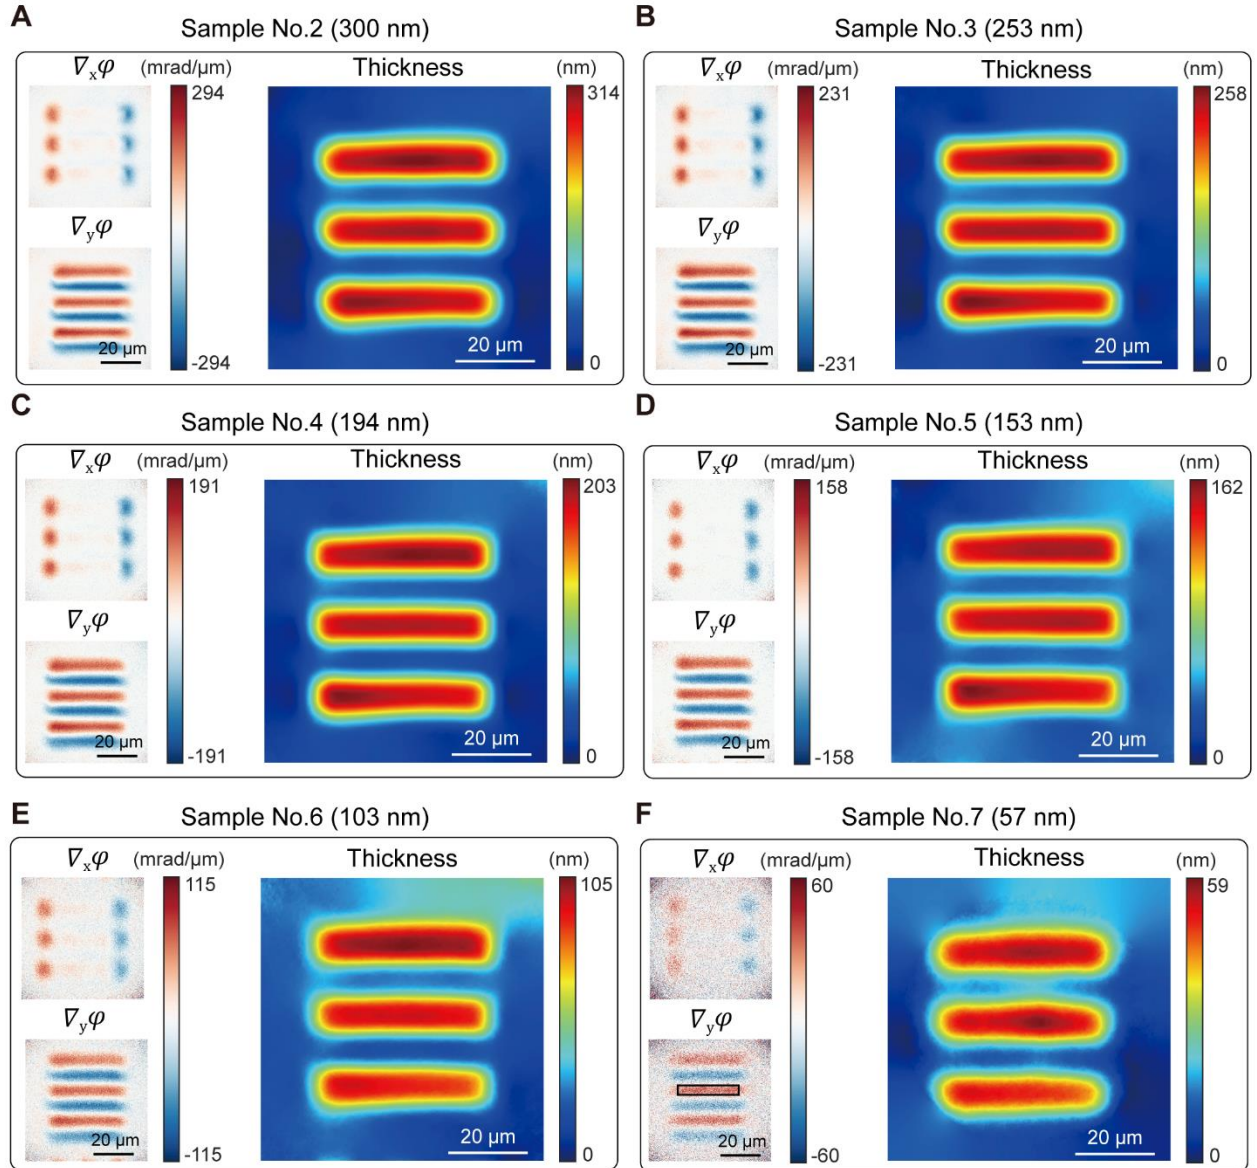 A
Sample No.2 (300 nm)
∇xφ
(mrad/µm)
Thickness
(nm)
294
314
∇yφ
20 µm
-294
20 µm
0
B
Sample No.3 (253 nm)
∇xφ
(mrad/µm)
Thickness
(nm)
231
258
∇yφ
20 µm
-231
20 µm
0
C
Sample No.4 (194 nm)
∇xφ
(mrad/µm)
Thickness
(nm)
191
203
∇yφ
20 µm
-191
20 µm
0
D
Sample No.5 (153 nm)
∇xφ
(mrad/µm)
Thickness
(nm)
158
162
∇yφ
20 µm
-158
20 µm
0
E
Sample No.6 (103 nm)
∇xφ
(mrad/µm)
Thickness
(nm)
115
105
∇yφ
20 µm
-115
20 µm
0
F
Sample No.7 (57 nm)
∇xφ
(mrad/µm)
Thickness
(nm)
60
59
∇yφ
20 µm
-60
20 µm
0